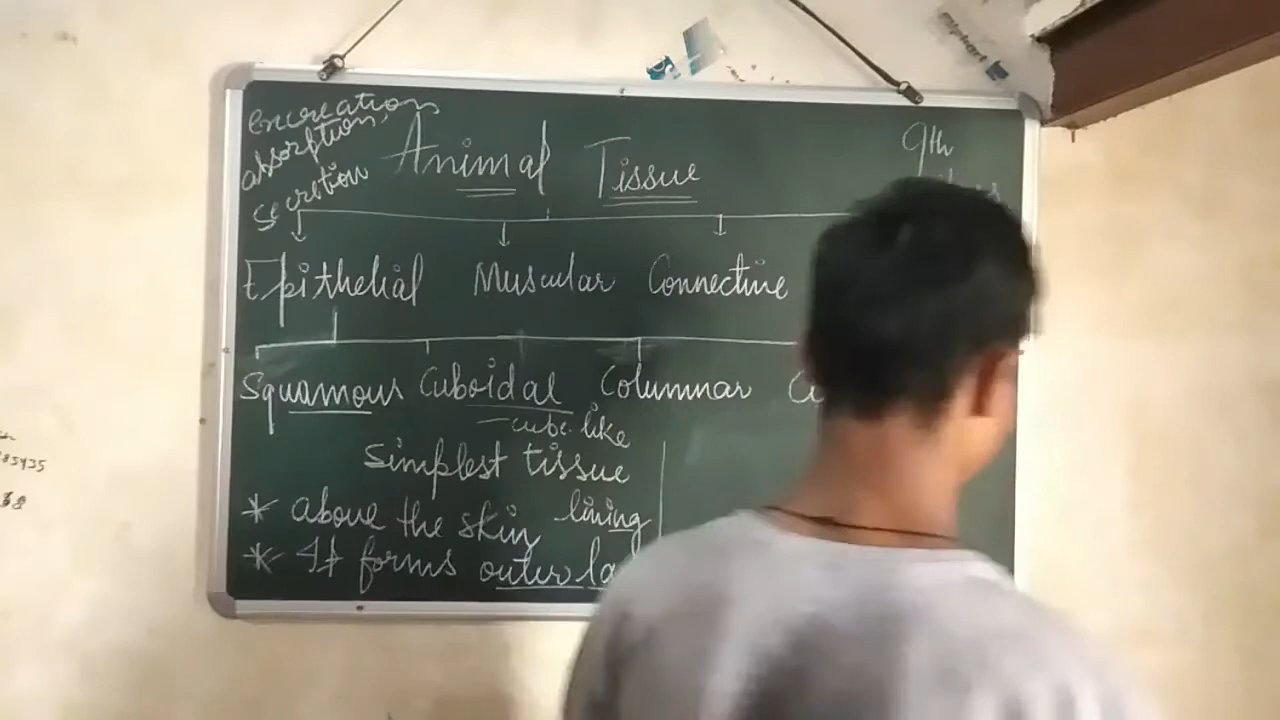 Excreation,
absorption,
Secretion
Animal Tissue
9th
Epithelial Muscular Connective
Squamous Cuboidal Columnar
-cube like
Simplest tissue
* above the skin lining
* It forms outer la
85435